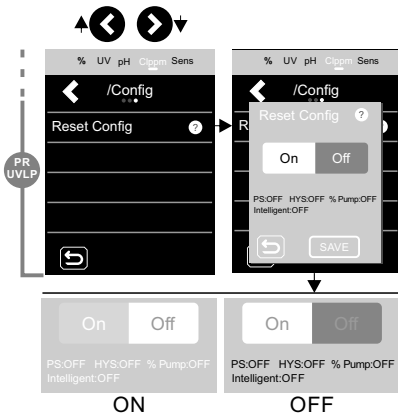 % UV pH Clppm Sens
/Config
Reset Config ?
PR
UVLP
% UV pH Clppm Sens
/Config
R
Reset Config ?
On Off
PS:OFF HYS:OFF % Pump:OFF
Intelligent:OFF
SAVE
On Off
PS:OFF HYS:OFF % Pump:OFF
Intelligent:OFF
ON
On Off
PS:OFF HYS:OFF % Pump:OFF
Intelligent:OFF
OFF